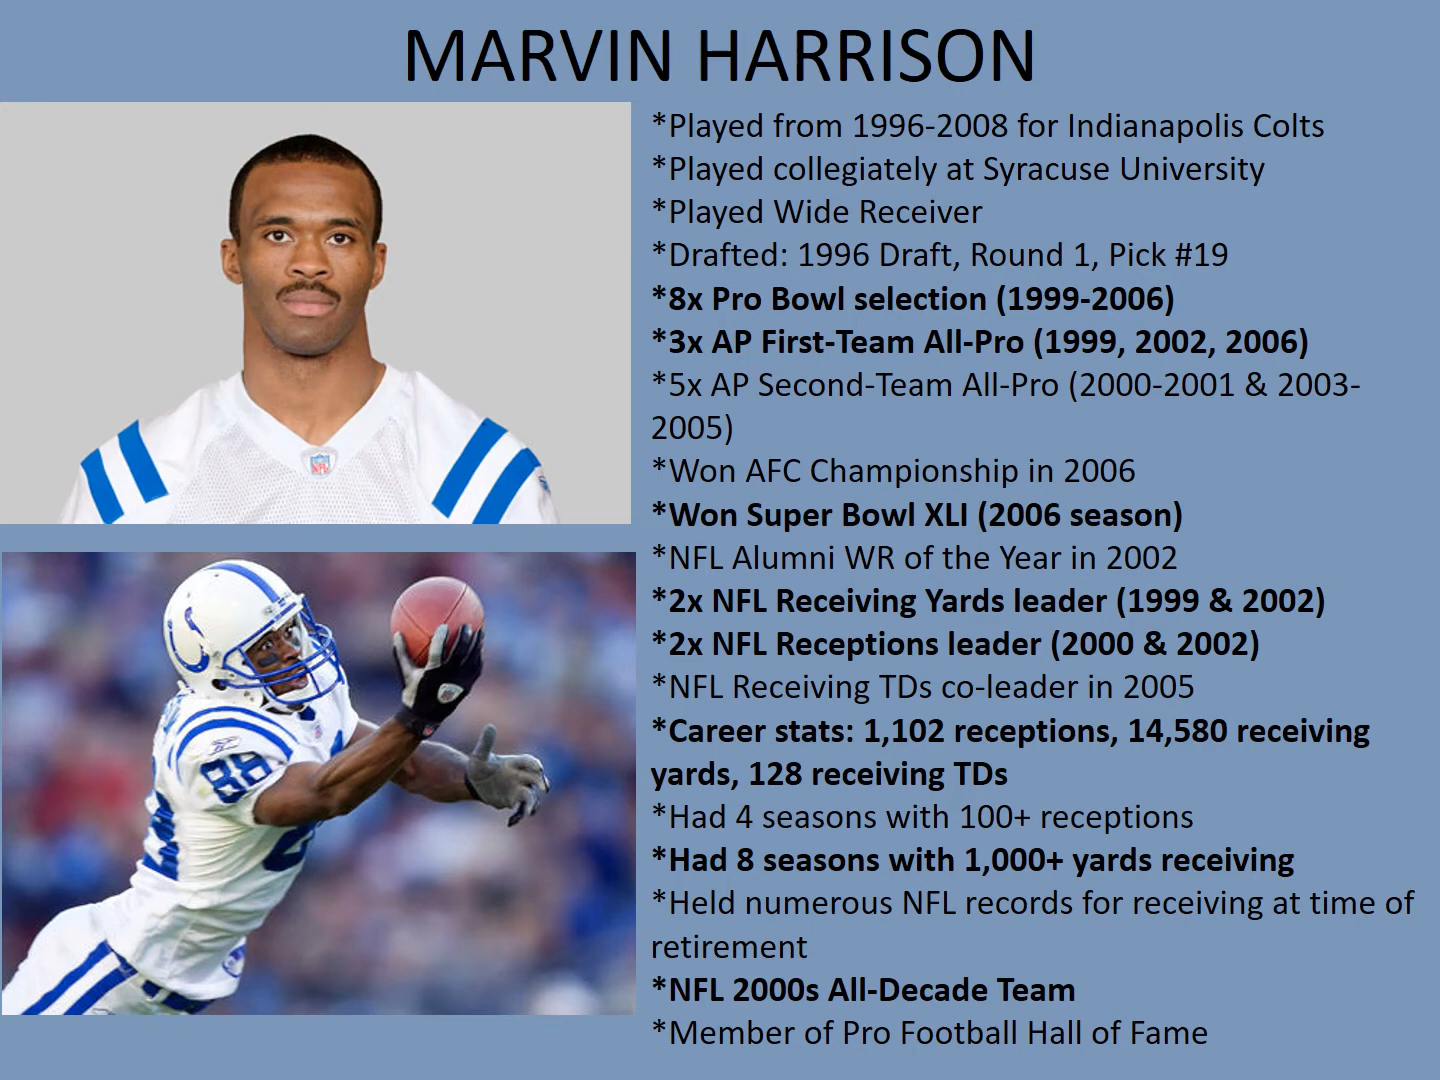 MARVIN HARRISON
*Played from 1996-2008 for Indianapolis Colts
*Played collegiately at Syracuse University
*Played Wide Receiver
*Drafted: 1996 Draft, Round 1, Pick #19
*8x Pro Bowl selection (1999-2006)
*3x AP First-Team All-Pro (1999, 2002, 2006)
*5x AP Second-Team All-Pro (2000-2001 & 2003-
2005)
*Won AFC Championship in 2006
*Won Super Bowl XLI (2006 season)
*NFL Alumni WR of the Year in 2002
*2x NFL Receiving Yards leader (1999 & 2002)
*2x NFL Receptions leader (2000 & 2002)
*NFL Receiving TDs co-leader in 2005
*Career stats: 1,102 receptions, 14,580 receiving
yards, 128 receiving TDs
*Had 4 seasons with 100+ receptions
*Had 8 seasons with 1,000+ yards receiving
*Held numerous NFL records for receiving at time of
retirement
*NFL 2000s All-Decade Team
*Member of Pro Football Hall of Fame
NFL
88